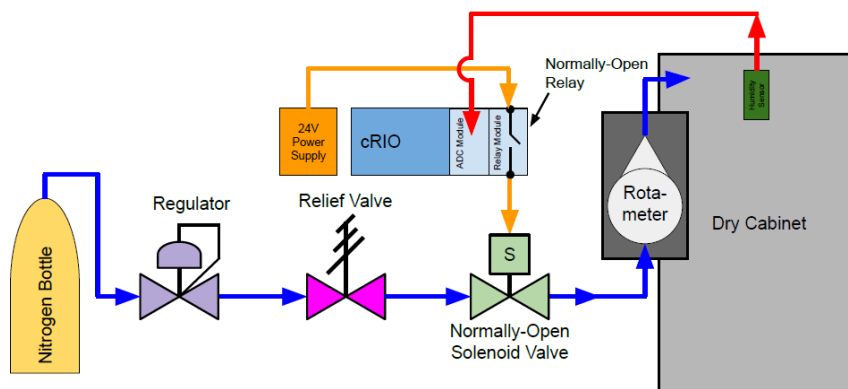 Normally-Open
Relay
24V
Power
Supply
cRIO
ADC Module
Relay Module
Humidity
Sensor
Regulator
Relief Valve
S
Rota-
meter
Dry Cabinet
Nitrogen Bottle
Normally-Open
Solenoid Valve